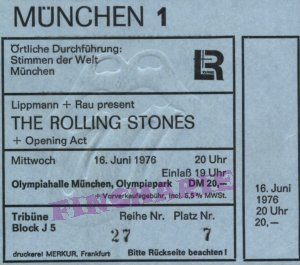 MÜNCHEN 1
Örtliche Durchführung:
Stimmen der Welt
München
LR
Lippmann + Rau present
THE ROLLING STONES
+ Opening Act
Mittwoch 16. Juni 1976 20 Uhr
Einlaß 19 Uhr
Olympiahalle München, Olympiapark DM 20,—
+ Vorverkaufsgebühr, incl. 5,5 % MWSt.
Tribüne Reihe Nr. Platz Nr.
Block J 5 27 7
druckerei MERKUR, Frankfurt Bitte Rückseite beachten!
16. Juni
1976
20 Uhr
20,—